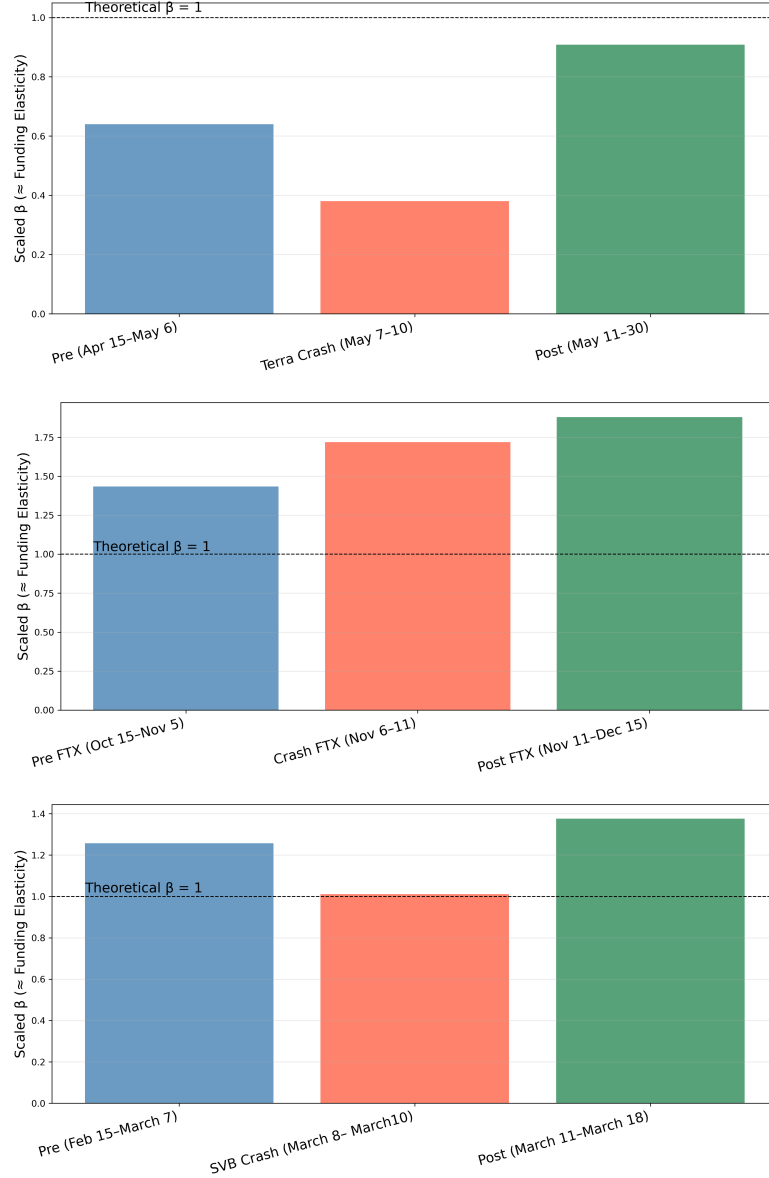 Theoretical β = 1
1.0
0.8
0.6
0.4
0.2
0.0
Scaled β (≈ Funding Elasticity)
Pre (Apr 15–May 6)
Terra Crash (May 7–10)
Post (May 11–30)
1.75
1.50
1.25
1.00
0.75
0.50
0.25
0.00
Scaled β (≈ Funding Elasticity)
Theoretical β = 1
Pre FTX (Oct 15–Nov 5)
Crash FTX (Nov 6–11)
Post FTX (Nov 11–Dec 15)
1.4
1.2
1.0
0.8
0.6
0.4
0.2
0.0
Scaled β (≈ Funding Elasticity)
Theoretical β = 1
Pre (Feb 15–March 7)
SVB Crash (March 8– March10)
Post (March 11–March 18)